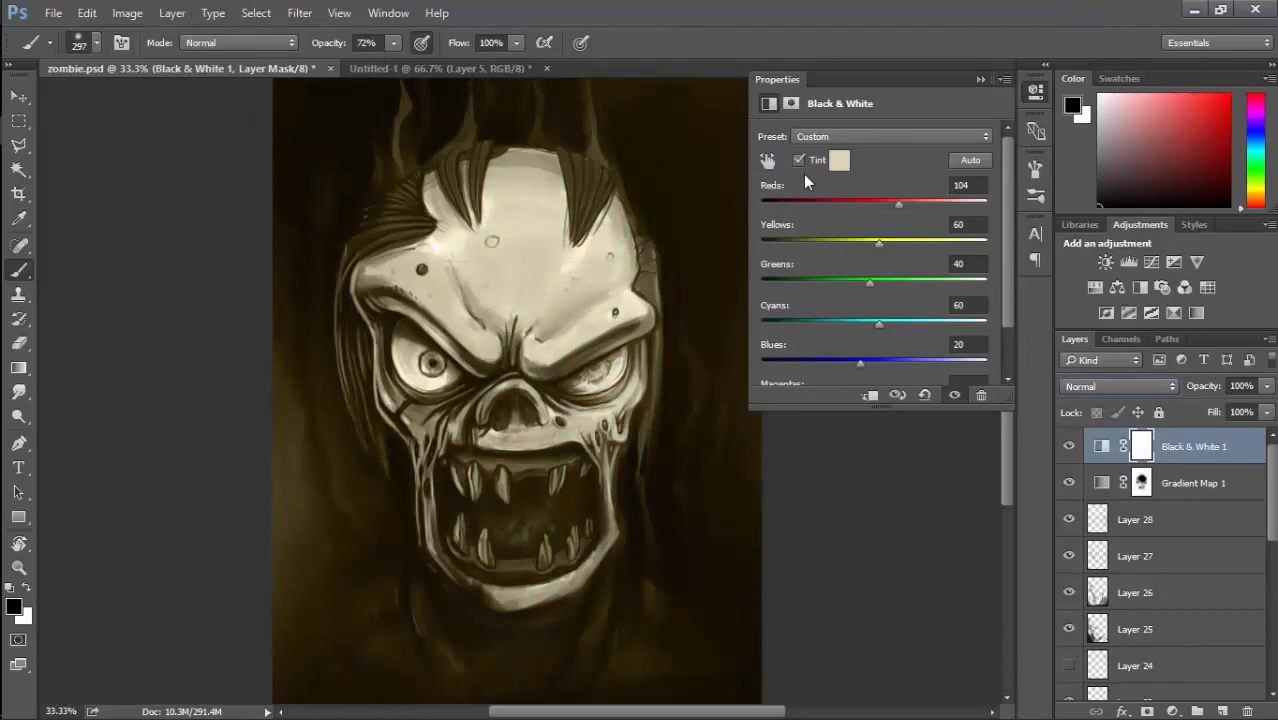 Ps File Edit Image Layer Type Select Filter View Window Help
297 Mode: Normal Opacity: 72% Flow: 100% Essentials
zombie.psd @ 33.3% (Black & White 1, Layer Mask/8) * × Untitled-1 @ 66.7% (Layer 5, RGB/8) * ×
Properties
Black & White
Preset: Custom
Tint Auto
Reds: 104
Yellows: 60
Greens: 40
Cyans: 60
Blues: 20
Magentas:
Color Swatches
Libraries Adjustments Styles
Add an adjustment
Layers Channels Paths
Kind
Normal Opacity: 100%
Lock: Fill: 100%
Black & White 1
Gradient Map 1
Layer 28
Layer 27
Layer 26
Layer 25
Layer 24
33.33% Doc: 10.3M/291.4M